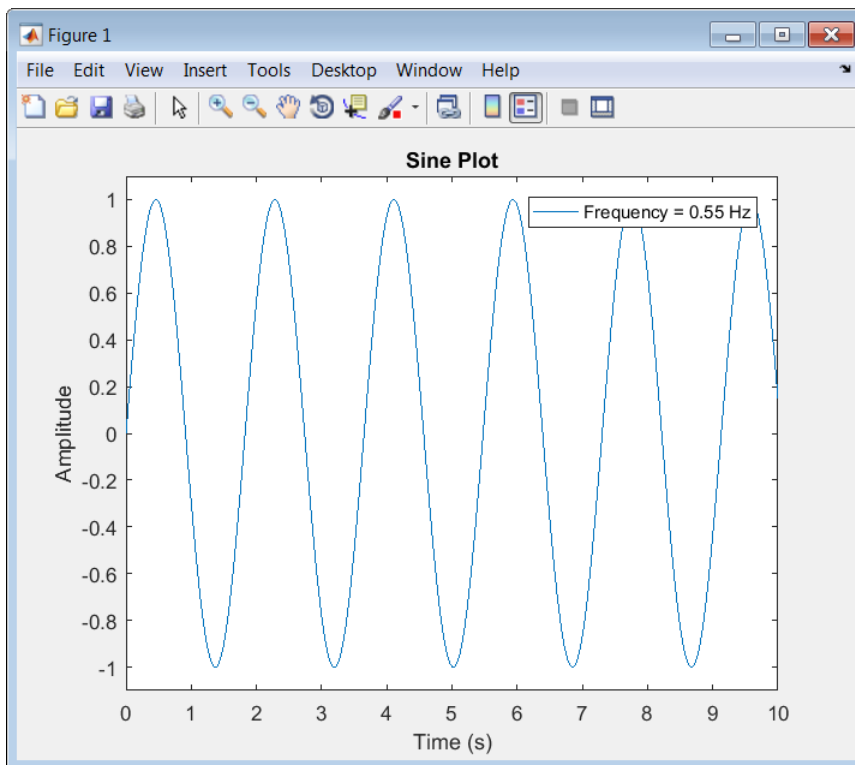 Figure 1
File Edit View Insert Tools Desktop Window Help
Sine Plot
Frequency = 0.55 Hz
1
0.8
0.6
0.4
0.2
0
-0.2
-0.4
-0.6
-0.8
-1
Amplitude
0 1 2 3 4 5 6 7 8 9 10
Time (s)